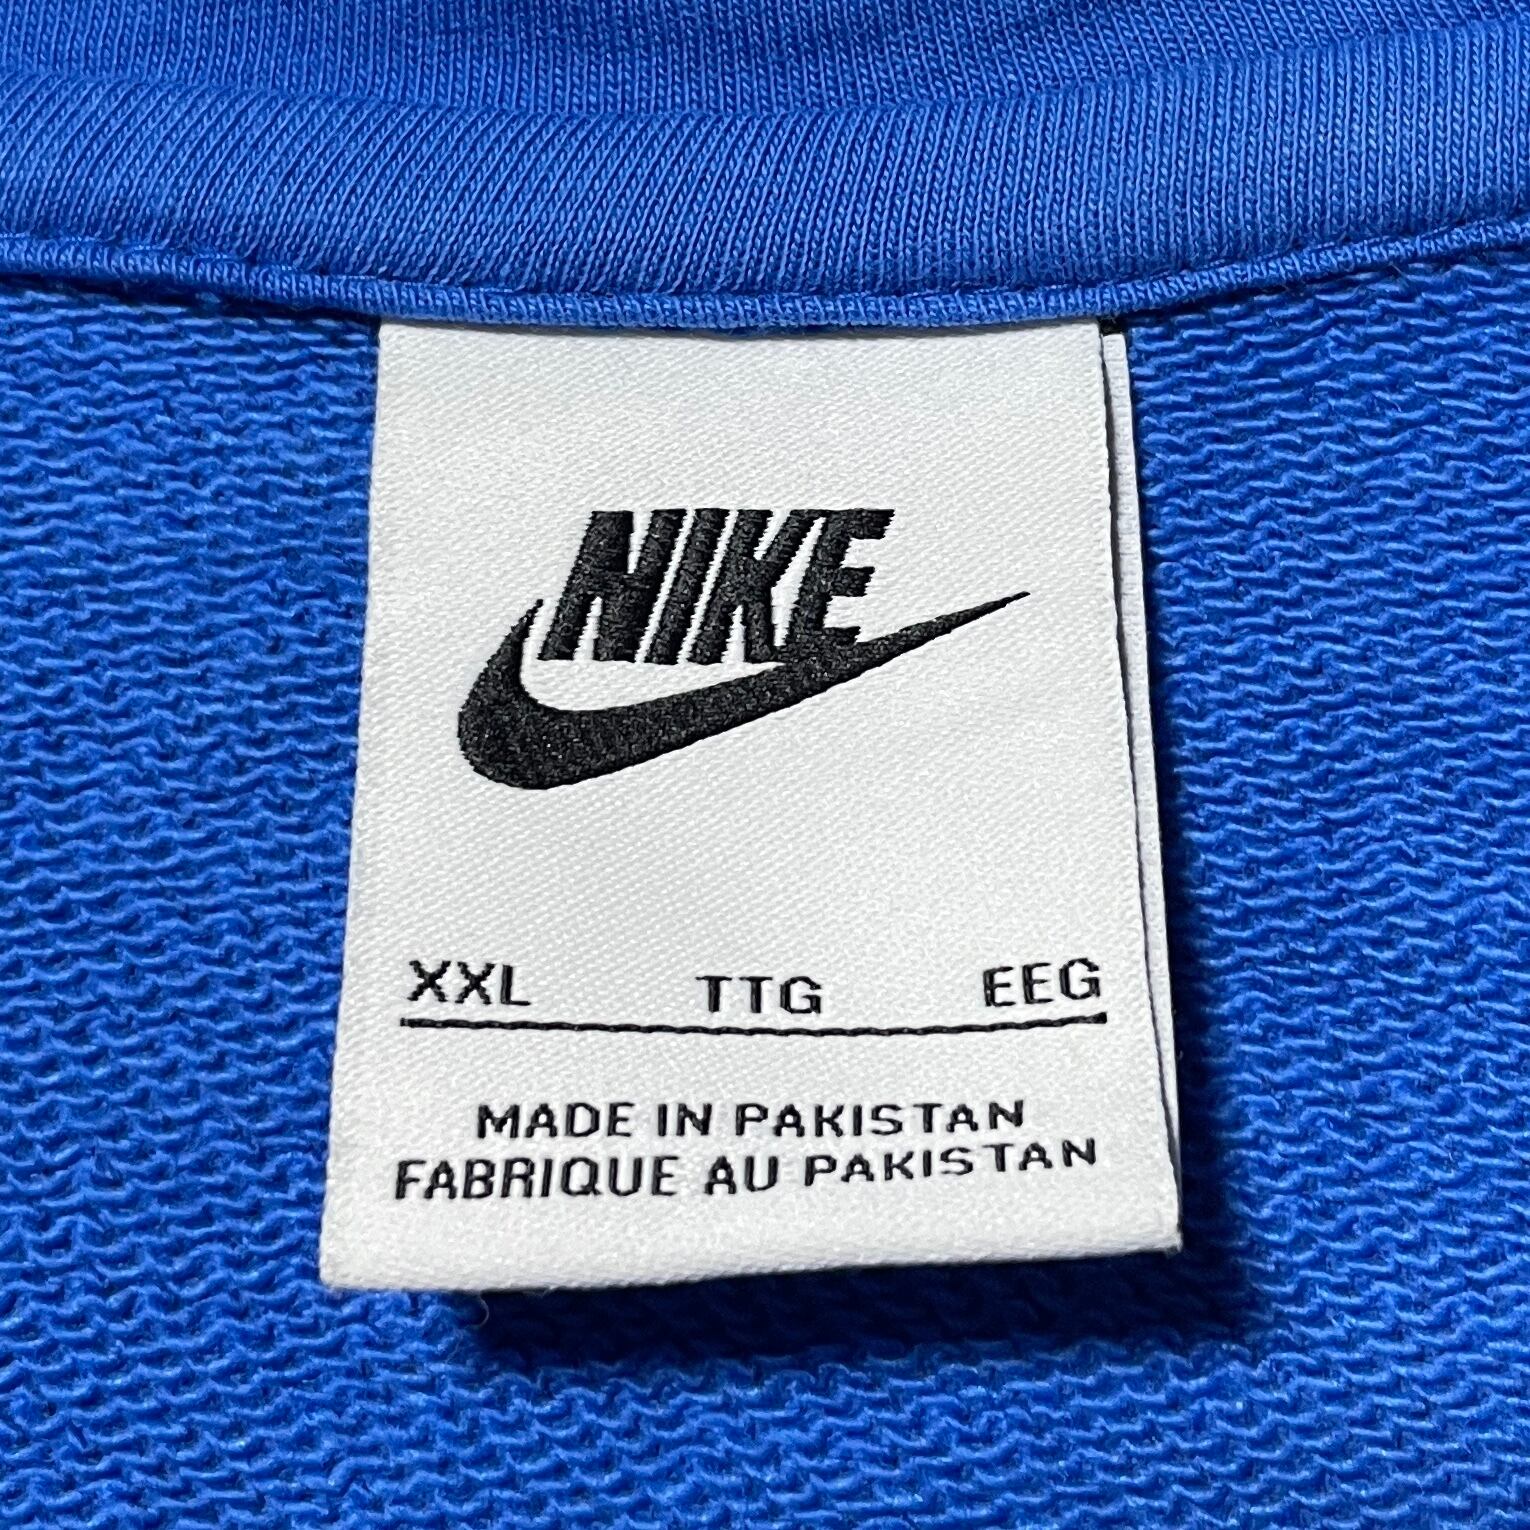 NIKE
XXL TTG EEG
MADE IN PAKISTAN
FABRIQUE AU PAKISTAN